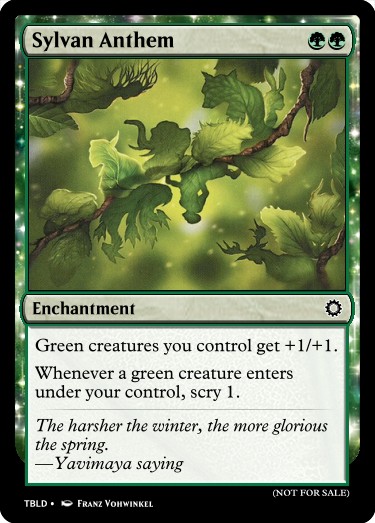 Sylvan Anthem
Enchantment
Green creatures you control get +1/+1.
Whenever a green creature enters
under your control, scry 1.
The harsher the winter, the more glorious
the spring.
—Yavimaya saying
(NOT FOR SALE)
TBLD • Franz Vohwinkel